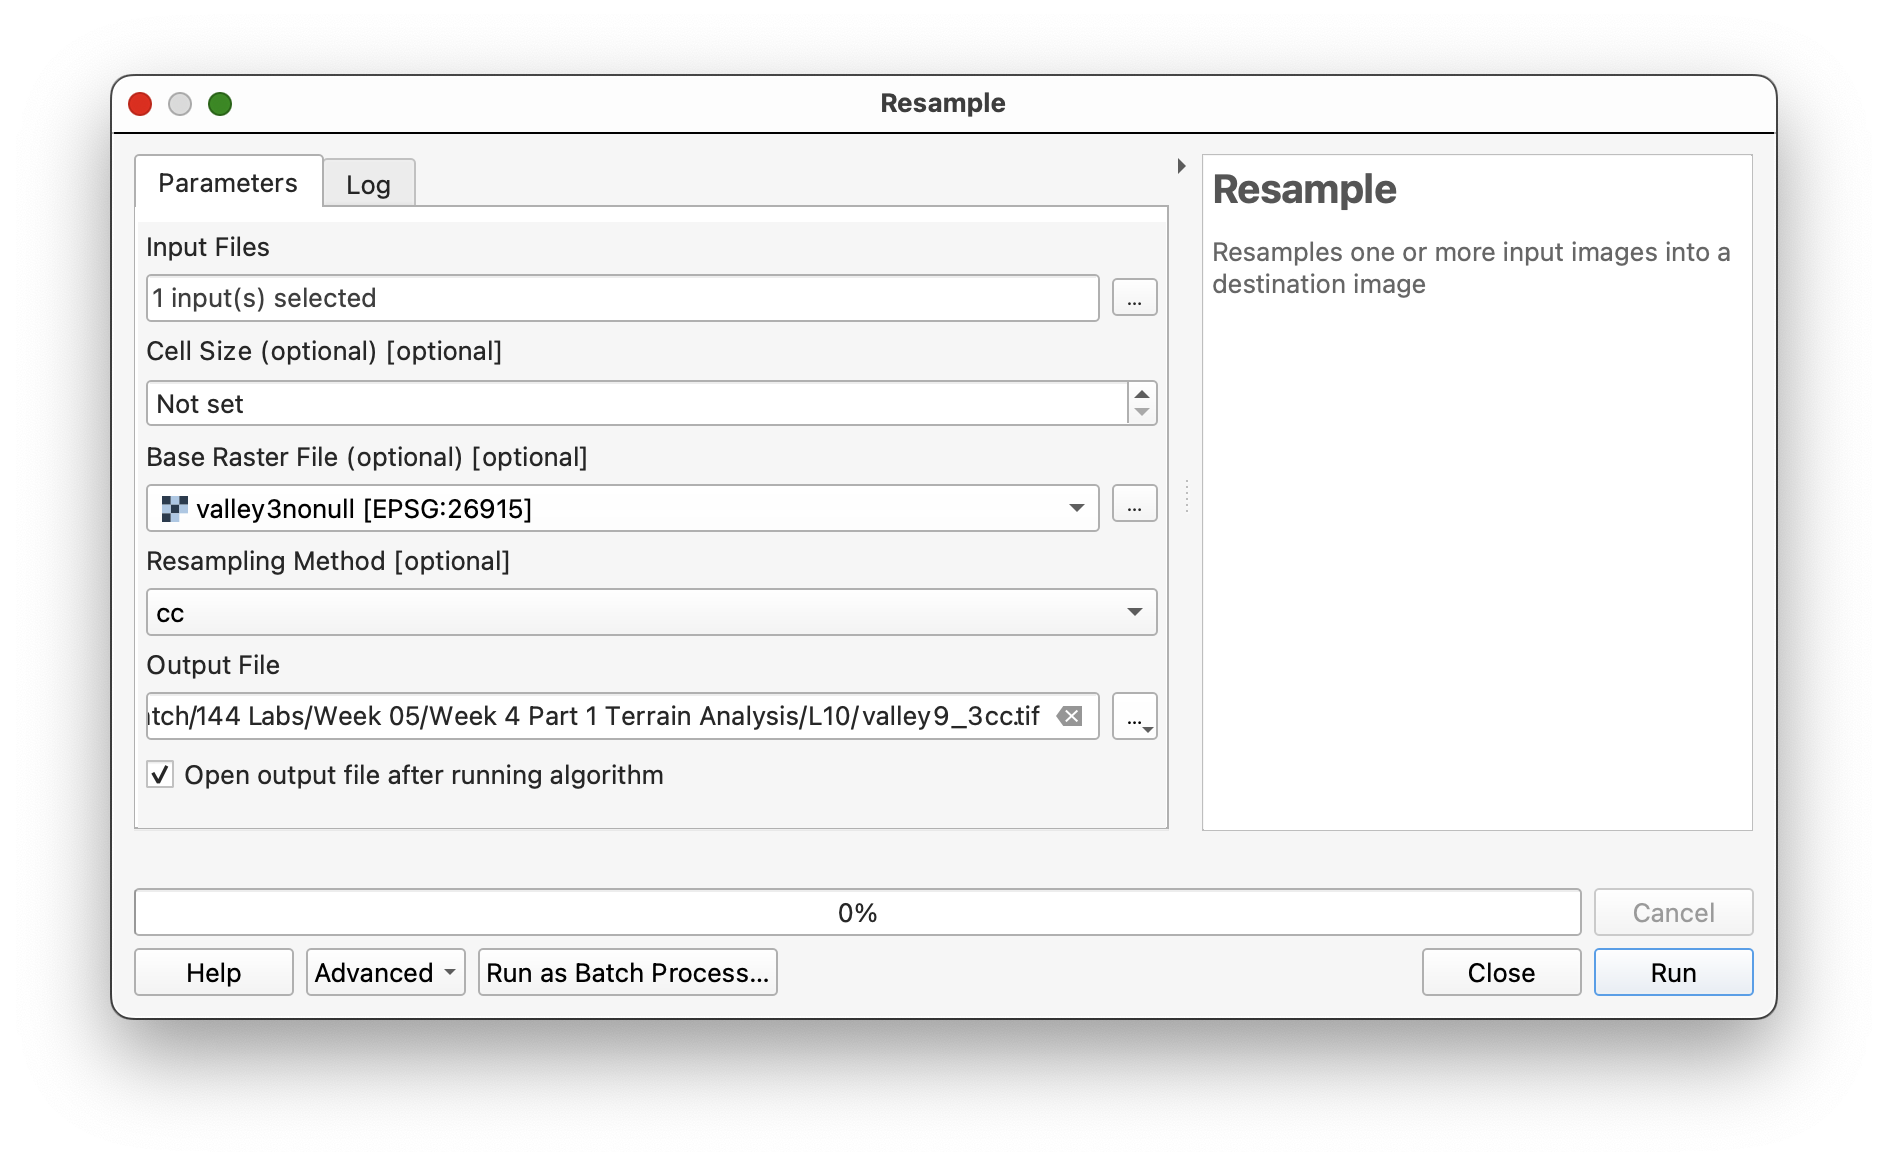 Resample
Parameters
Log
Input Files
1 input(s) selected
...
Cell Size (optional) [optional]
Not set
Base Raster File (optional) [optional]
valley3nonull [EPSG:26915]
...
Resampling Method [optional]
cc
Output File
tch/144 Labs/Week 05/Week 4 Part 1 Terrain Analysis/L10/valley9_3cc.tif
...
Open output file after running algorithm
Resample
Resamples one or more input images into a
destination image
0%
Cancel
Help
Advanced
Run as Batch Process...
Close
Run